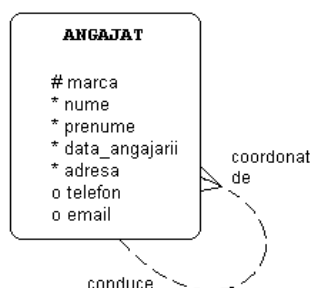 ANGAJAT
# marca
* nume
* prenume
* data_angajarii
* adresa
o telefon
o email
coordonat
de
conduce